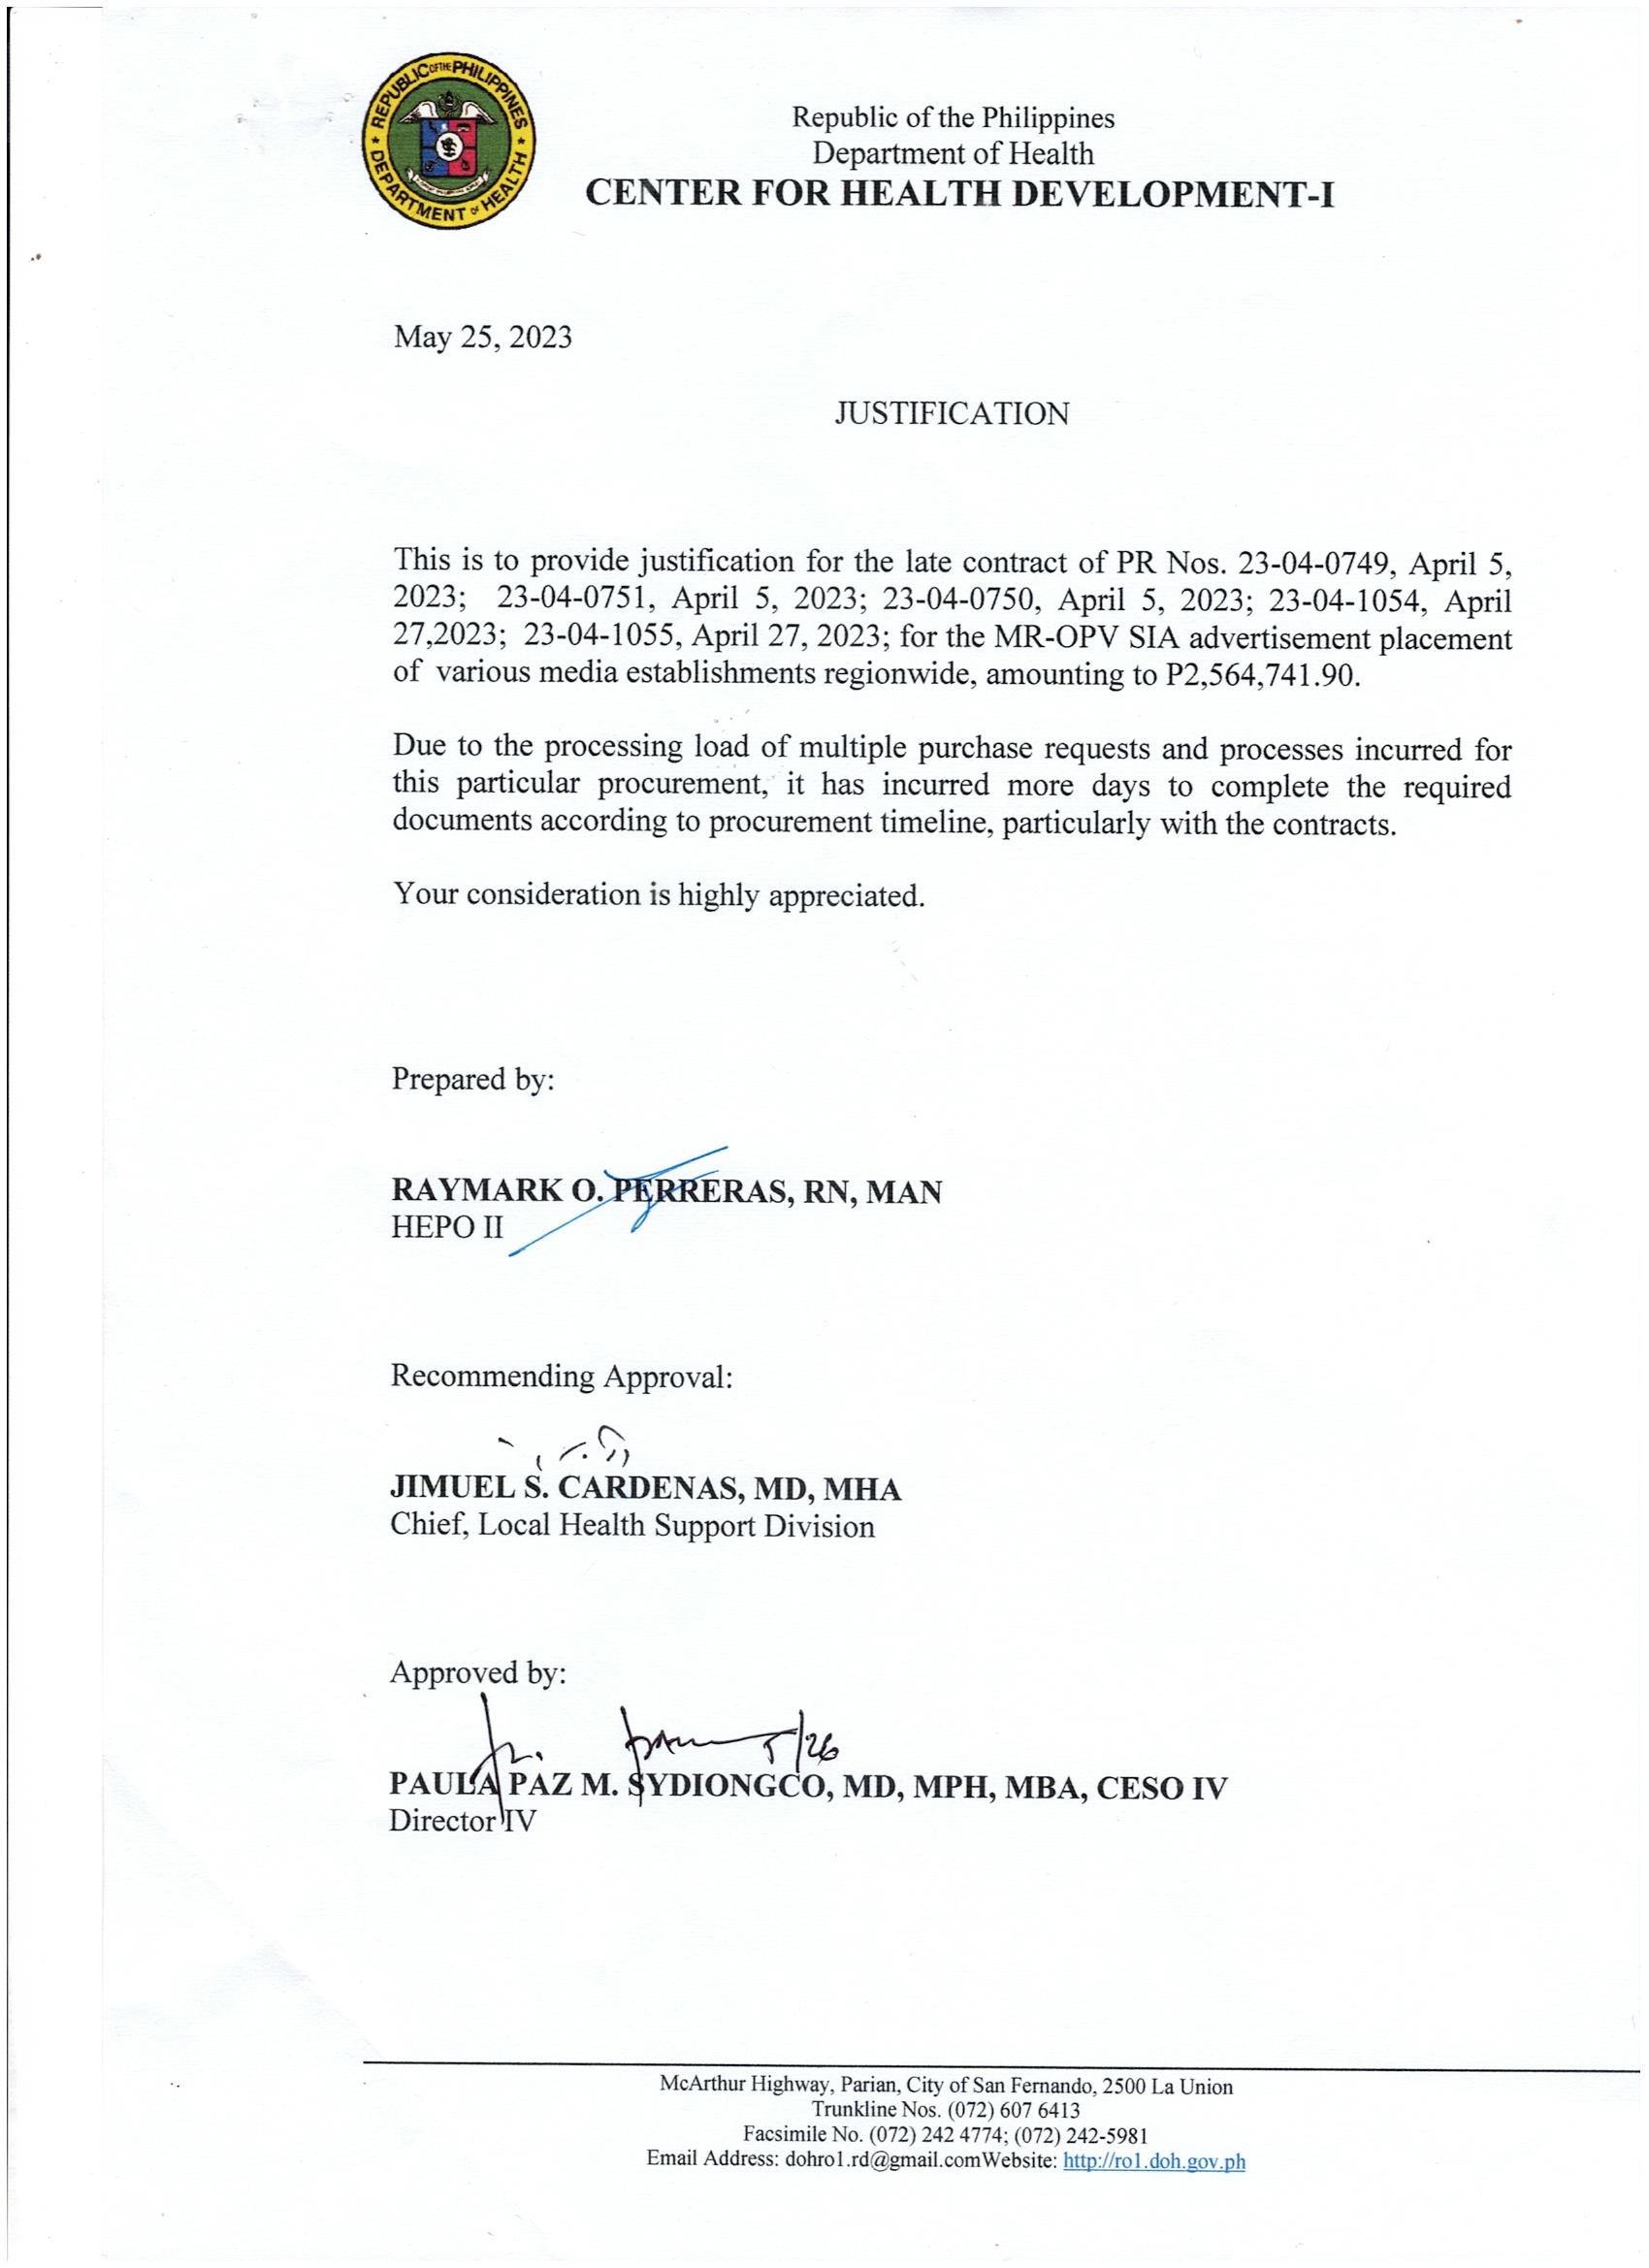 REPUBLIC OF THE PHILIPPINES
DEPARTMENT OF HEALTH
Republic of the Philippines
Department of Health
CENTER FOR HEALTH DEVELOPMENT-I
May 25, 2023
JUSTIFICATION
This is to provide justification for the late contract of PR Nos. 23-04-0749, April 5,
2023; 23-04-0751, April 5, 2023; 23-04-0750, April 5, 2023; 23-04-1054, April
27,2023; 23-04-1055, April 27, 2023; for the MR-OPV SIA advertisement placement
of various media establishments regionwide, amounting to P2,564,741.90.
Due to the processing load of multiple purchase requests and processes incurred for
this particular procurement, it has incurred more days to complete the required
documents according to procurement timeline, particularly with the contracts.
Your consideration is highly appreciated.
Prepared by:
RAYMARK O. PERRERAS, RN, MAN
HEPO II
Recommending Approval:
JIMUEL S. CARDENAS, MD, MHA
Chief, Local Health Support Division
Approved by:
5/26
PAULA PAZ M. SYDIONGCO, MD, MPH, MBA, CESO IV
Director IV
McArthur Highway, Parian, City of San Fernando, 2500 La Union
Trunkline Nos. (072) 607 6413
Facsimile No. (072) 242 4774; (072) 242-5981
Email Address: dohro1.rd@gmail.comWebsite: http://ro1.doh.gov.ph